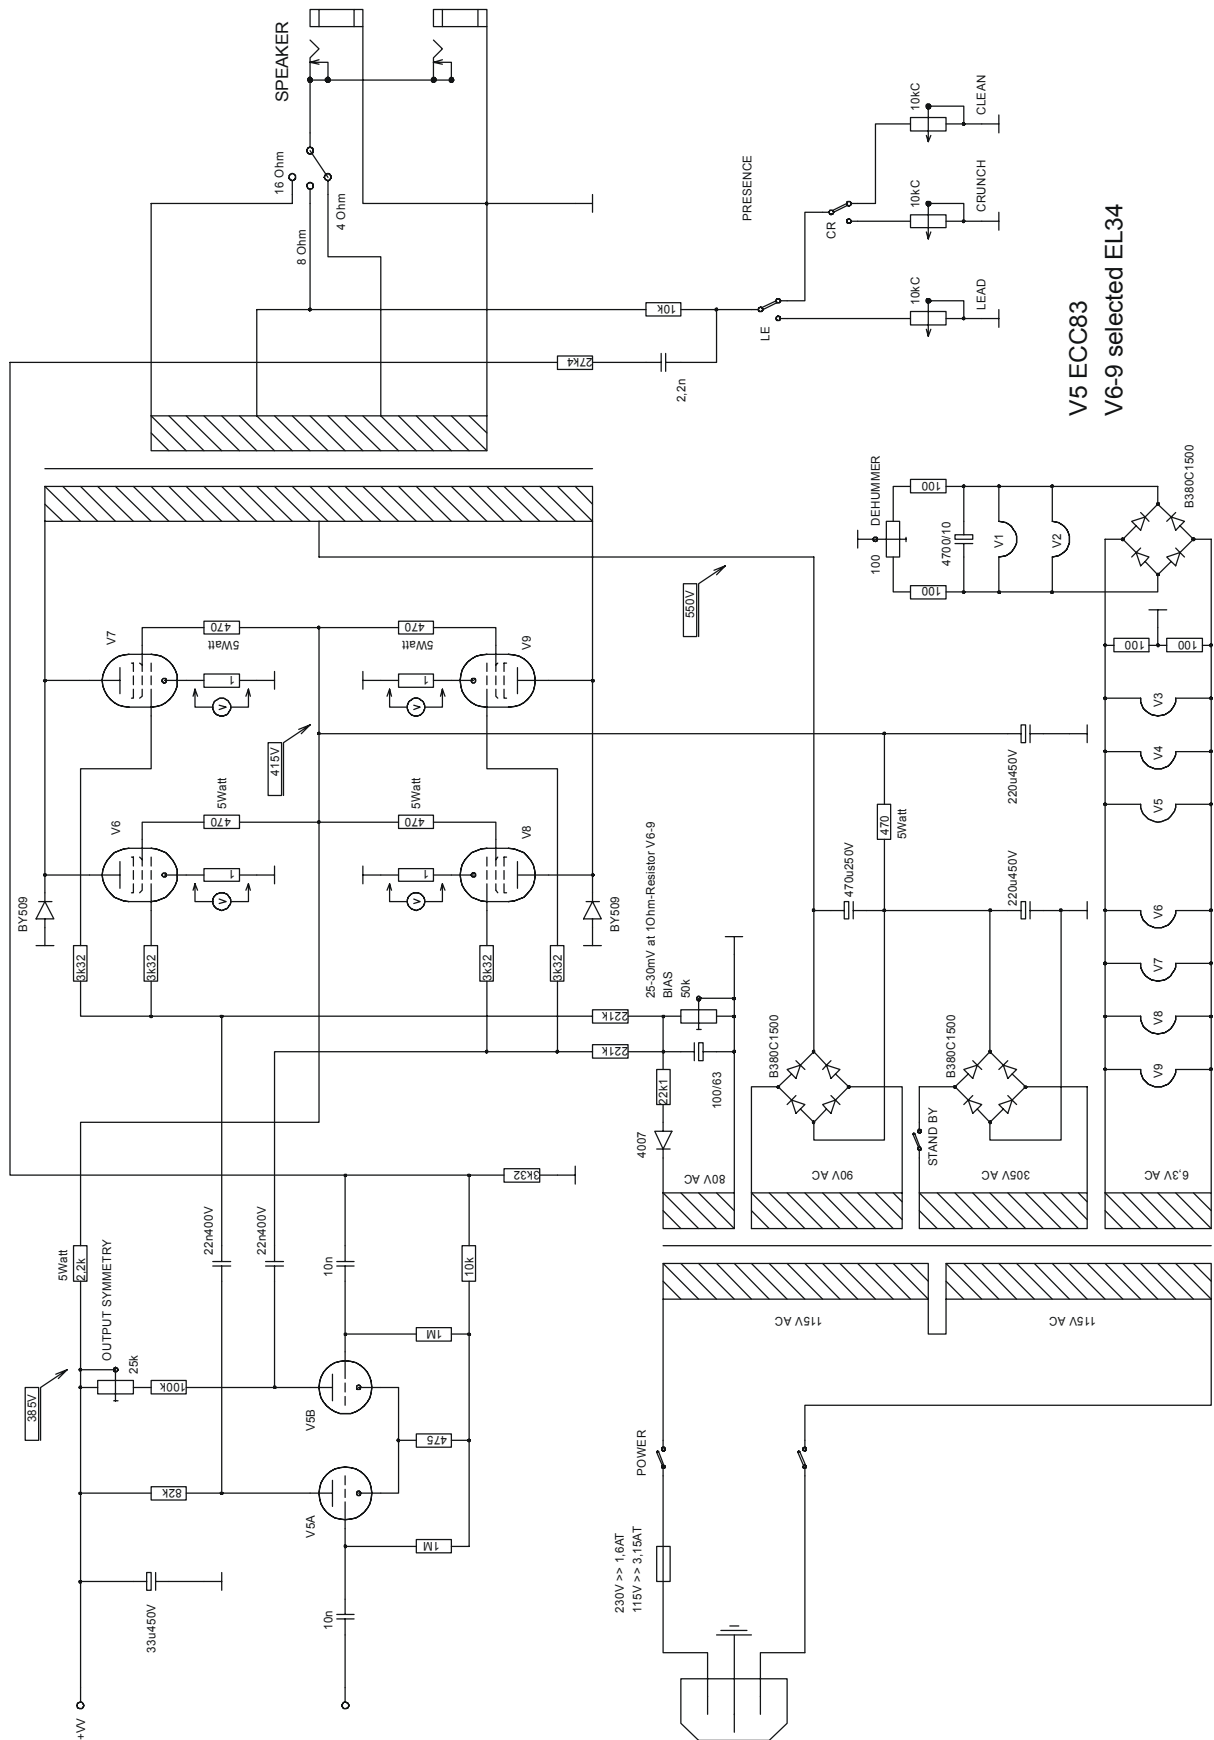 SPEAKER
16 Ohm
8 Ohm
4 Ohm
10k
27k4
2,2n
PRESENCE
LE
CR
10kC
LEAD
10kC
CRUNCH
10kC
CLEAN
V5 ECC83
V6-9 selected EL34
V7
470
5Watt
1
V
470
5Watt
V9
1
V
415V
550V
V6
470
5Watt
1
V
470
5Watt
V8
1
V
BY509
BY509
3k32
3k32
3k32
3k32
25-30mV at 1Ohm-Resistor V6-9
BIAS
50k
221K
221K
22k1
100/63
4007
80V AC
B380C1500
90V AC
470u250V
470
5Watt
220u450V
220u450V
B380C1500
STAND BY
305V AC
6,3V AC
DEHUMMER
100
100
100
4700/10
V1
V2
B380C1500
100
100
V3
V4
V5
V6
V7
V8
V9
385V
5Watt
2,2k
OUTPUT SYMMETRY
25k
100k
82k
22n400V
22n400V
10n
3k32
10k
1M
1M
475
V5B
V5A
33u450V
10n
+VV
115V AC
115V AC
POWER
230V >> 1,6AT
115V >> 3,15AT